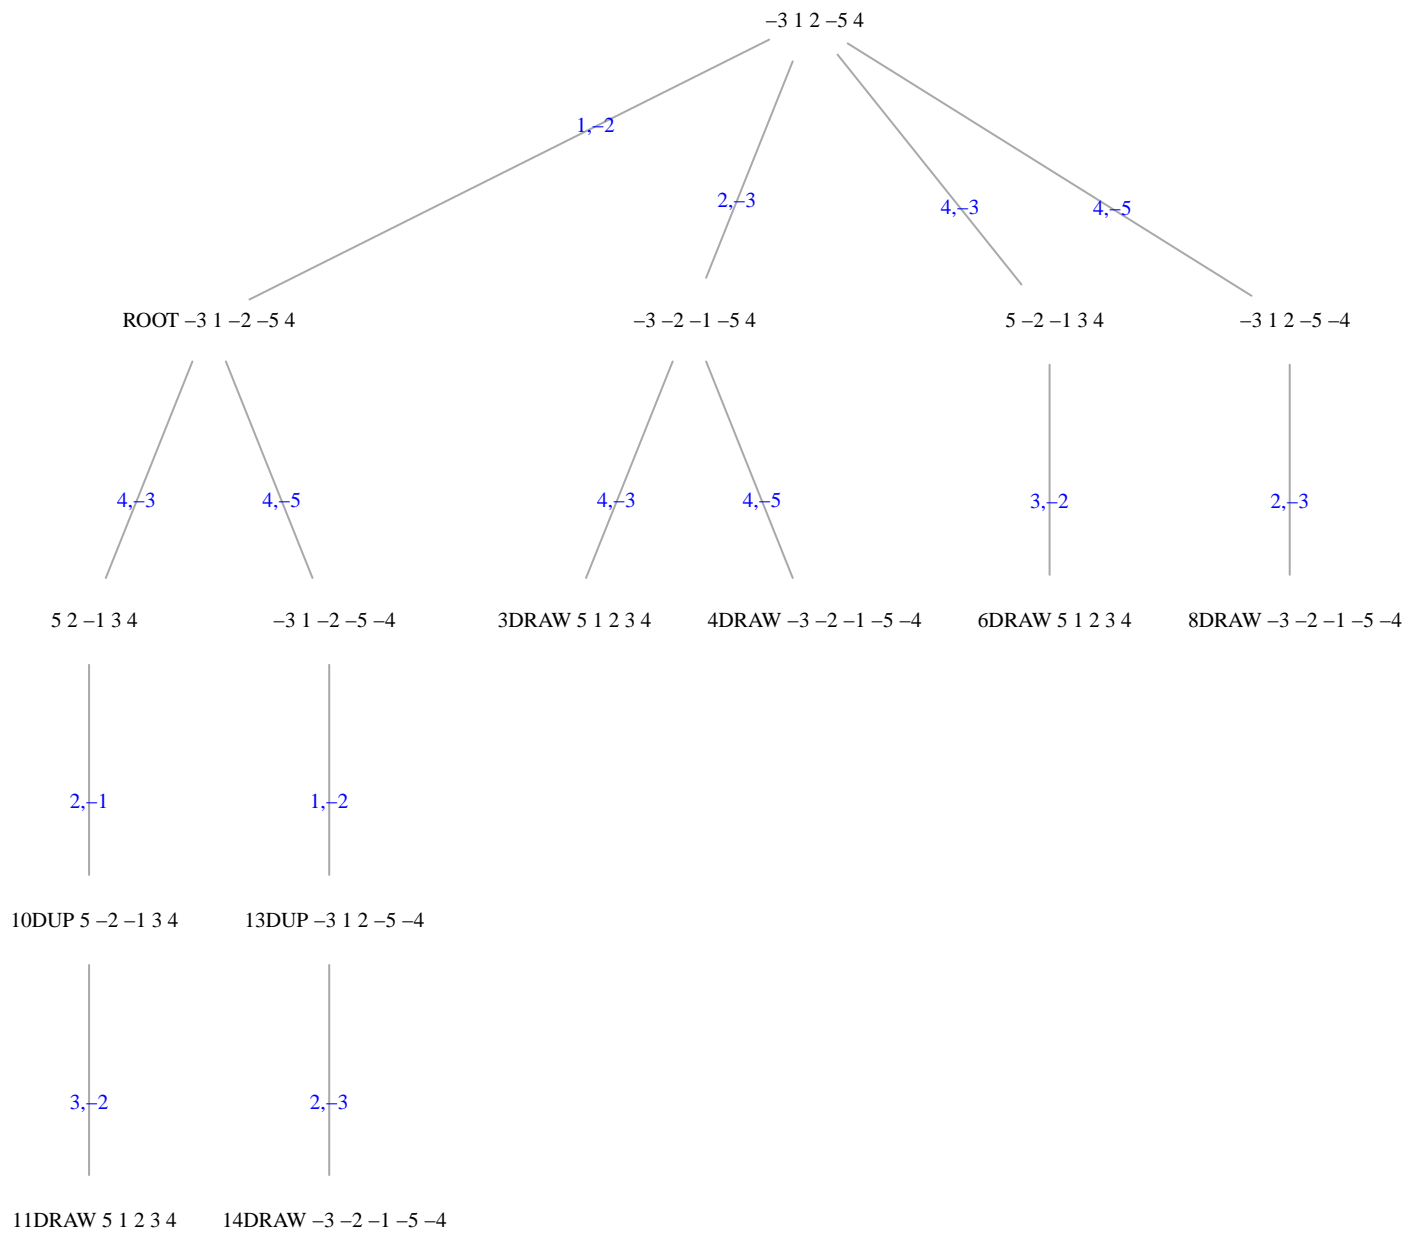 −3 1 2 −5 4
1,−2
2,−3
4,−3
4,−5
ROOT −3 1 −2 −5 4
−3 −2 −1 −5 4
5 −2 −1 3 4
−3 1 2 −5 −4
4,−3
4,−5
4,−3
4,−5
3,−2
2,−3
5 2 −1 3 4
−3 1 −2 −5 −4
3DRAW 5 1 2 3 4
4DRAW −3 −2 −1 −5 −4
6DRAW 5 1 2 3 4
8DRAW −3 −2 −1 −5 −4
2,−1
1,−2
10DUP 5 −2 −1 3 4
13DUP −3 1 2 −5 −4
3,−2
2,−3
11DRAW 5 1 2 3 4
14DRAW −3 −2 −1 −5 −4